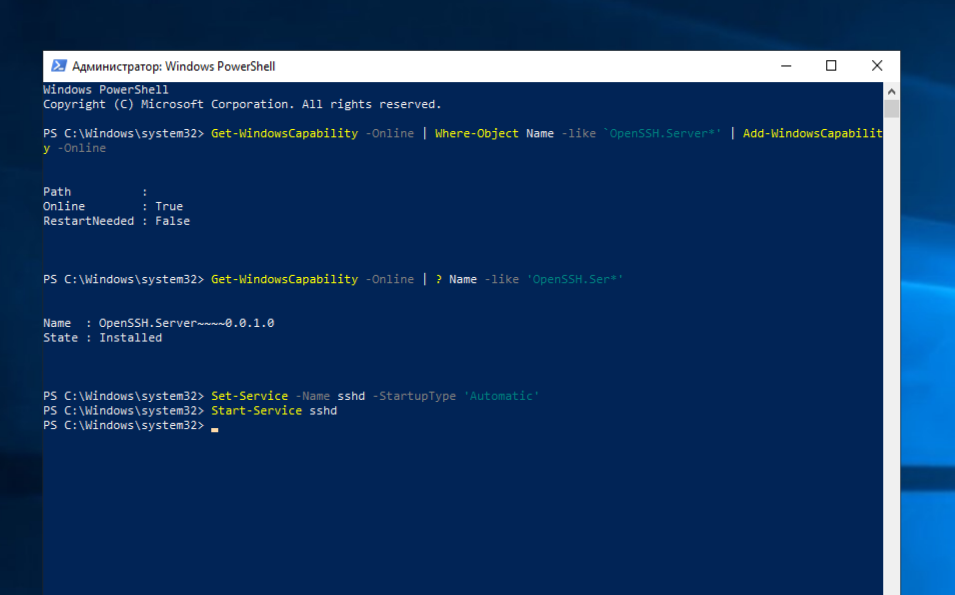 Администратор: Windows PowerShell
Windows PowerShell
Copyright (C) Microsoft Corporation. All rights reserved.
PS C:\Windows\system32> Get-WindowsCapability -Online | Where-Object Name -like `OpenSSH.Server*' | Add-WindowsCapabilit
y -Online
Path          :
Online        : True
RestartNeeded : False
PS C:\Windows\system32> Get-WindowsCapability -Online | ? Name -like 'OpenSSH.Ser*'
Name  : OpenSSH.Server~~~~0.0.1.0
State : Installed
PS C:\Windows\system32> Set-Service -Name sshd -StartupType 'Automatic'
PS C:\Windows\system32> Start-Service sshd
PS C:\Windows\system32>